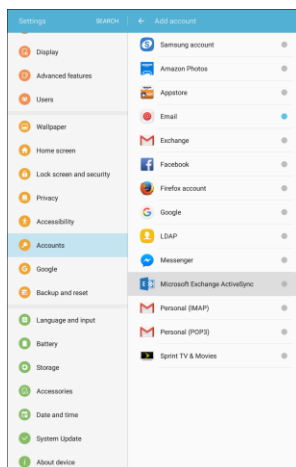 Settings
SEARCH
Add account
Display
Advanced features
Users
Wallpaper
Home screen
Lock screen and security
Privacy
Accessibility
Accounts
Google
Backup and reset
Language and input
Battery
Storage
Accessories
Date and time
System Update
About device
Samsung account
Amazon Photos
Appstore
Email
Exchange
Facebook
Firefox account
Google
LDAP
Messenger
Microsoft Exchange ActiveSync
Personal (IMAP)
Personal (POP3)
Sprint TV & Movies